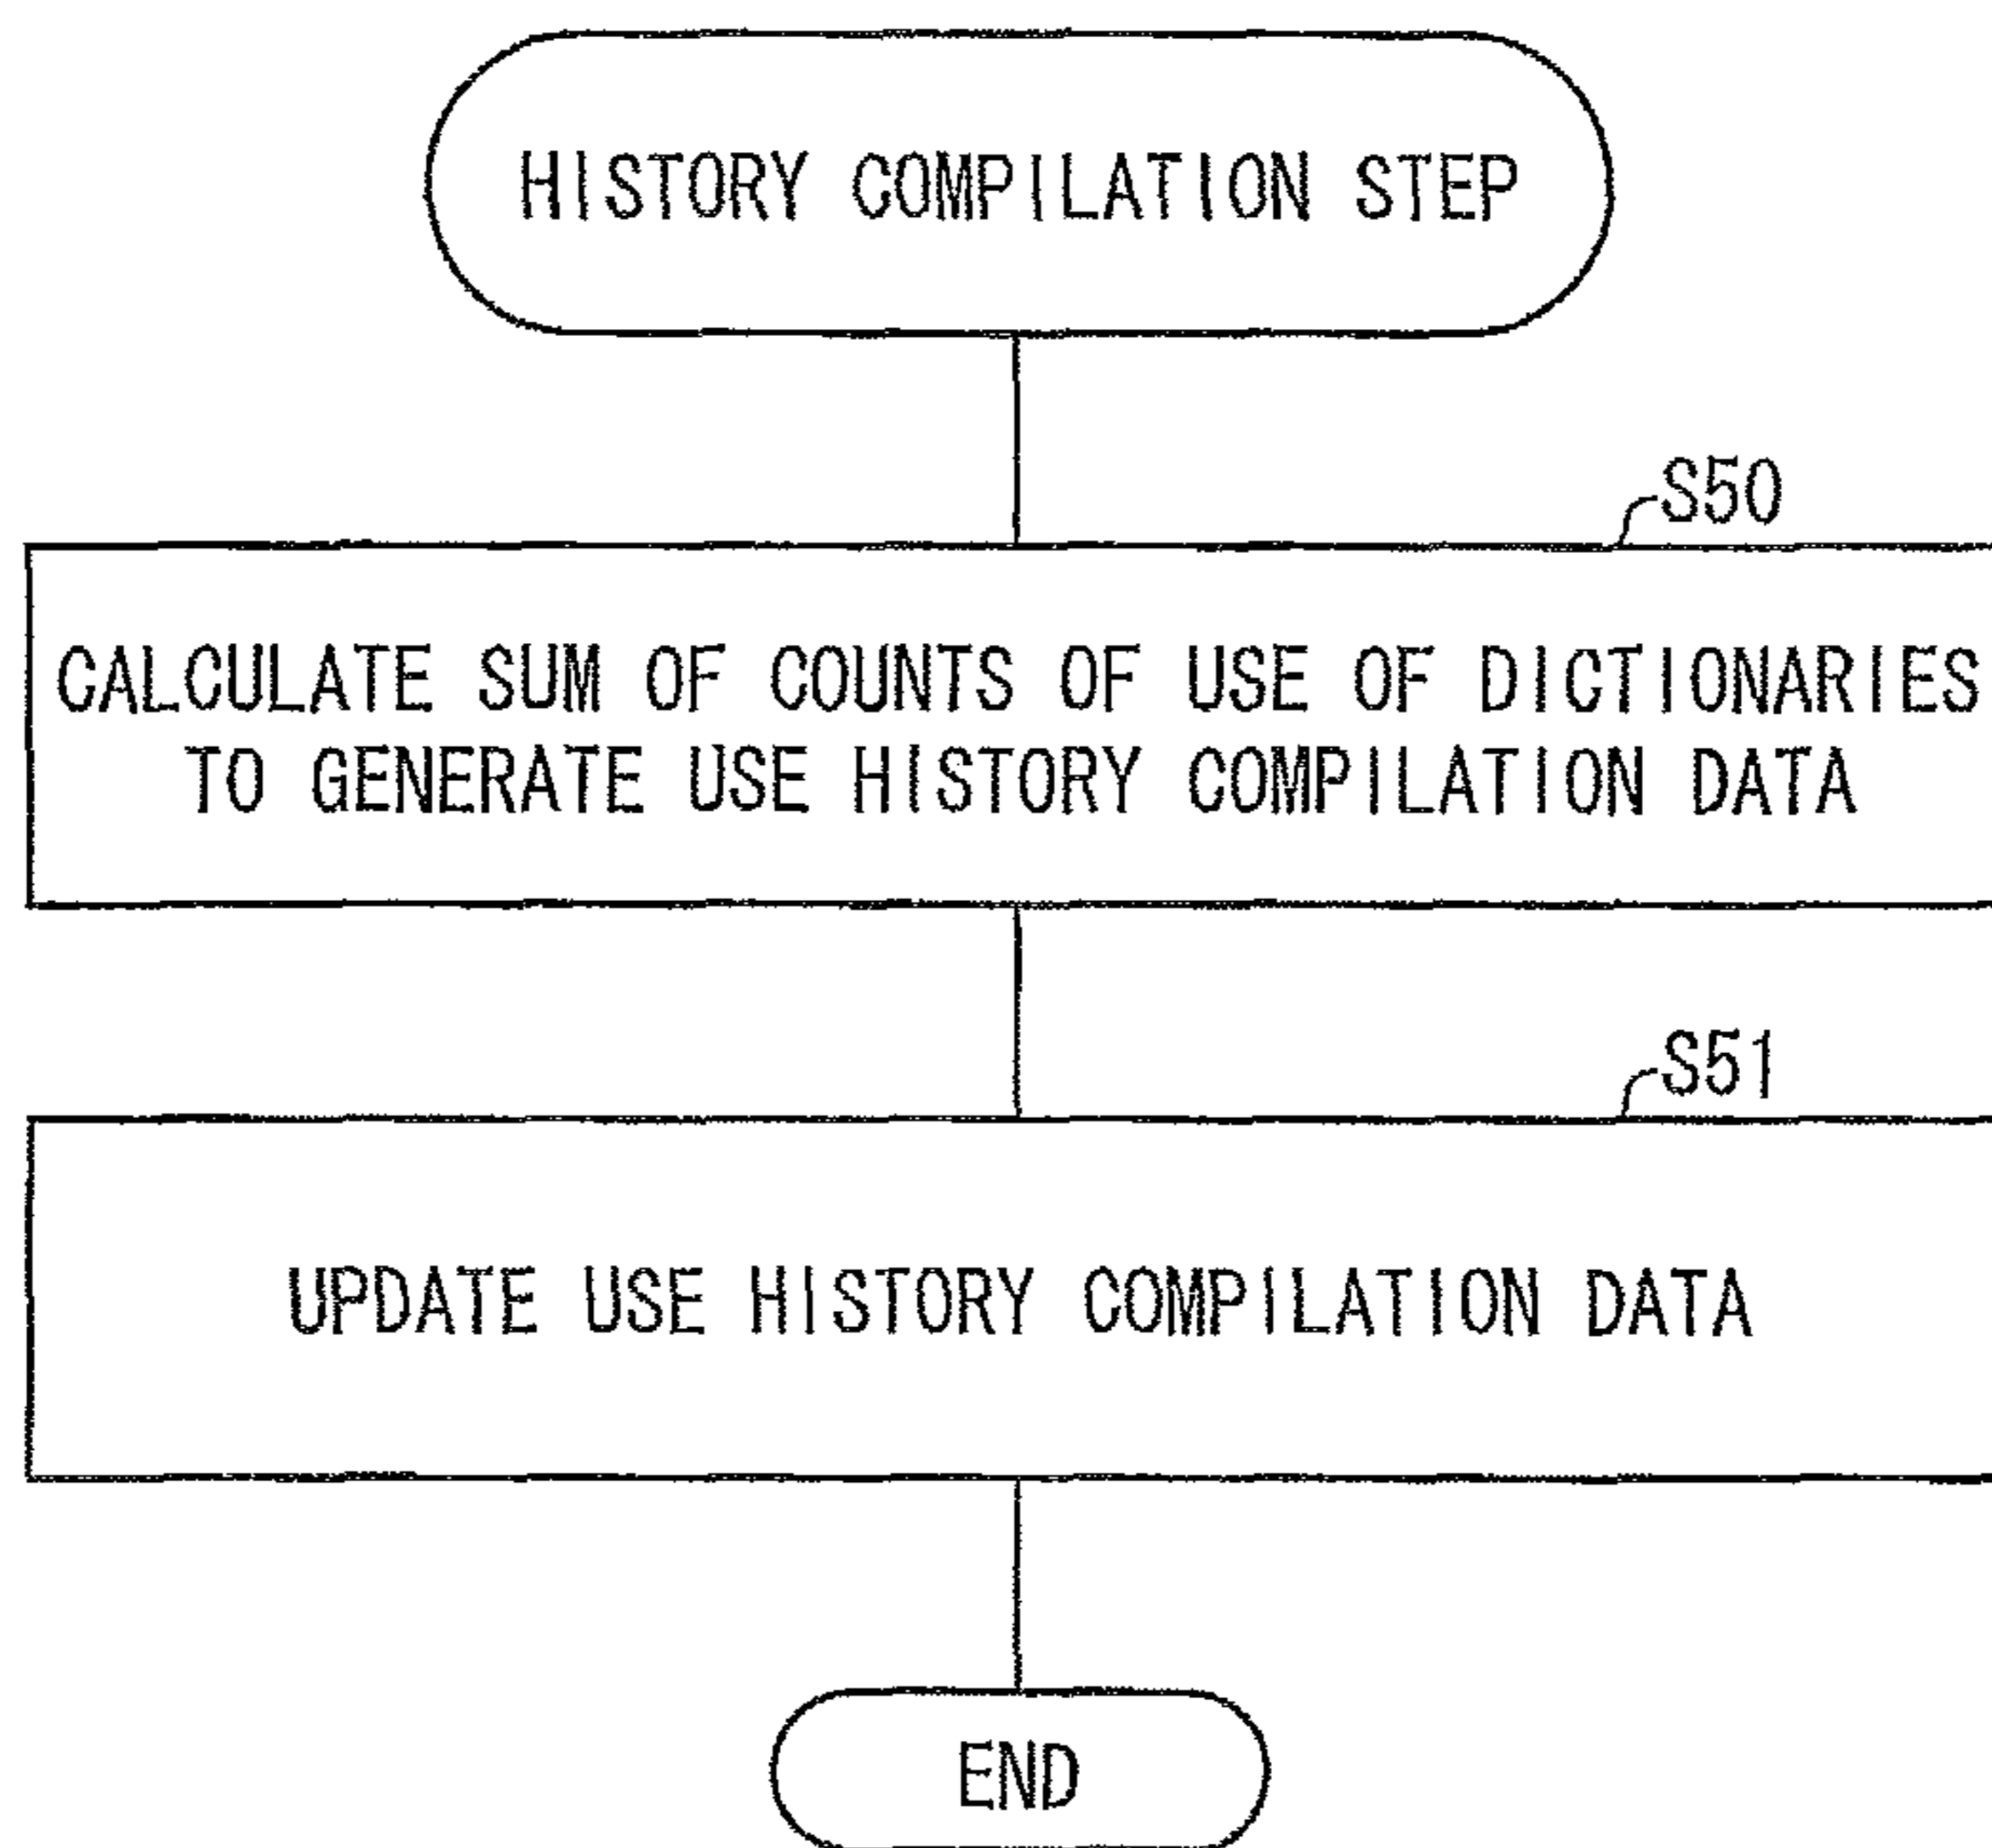 HISTORY COMPILATION STEP
S50
CALCULATE SUM OF COUNTS OF USE OF DICTIONARIES
TO GENERATE USE HISTORY COMPILATION DATA
S51
UPDATE USE HISTORY COMPILATION DATA
END